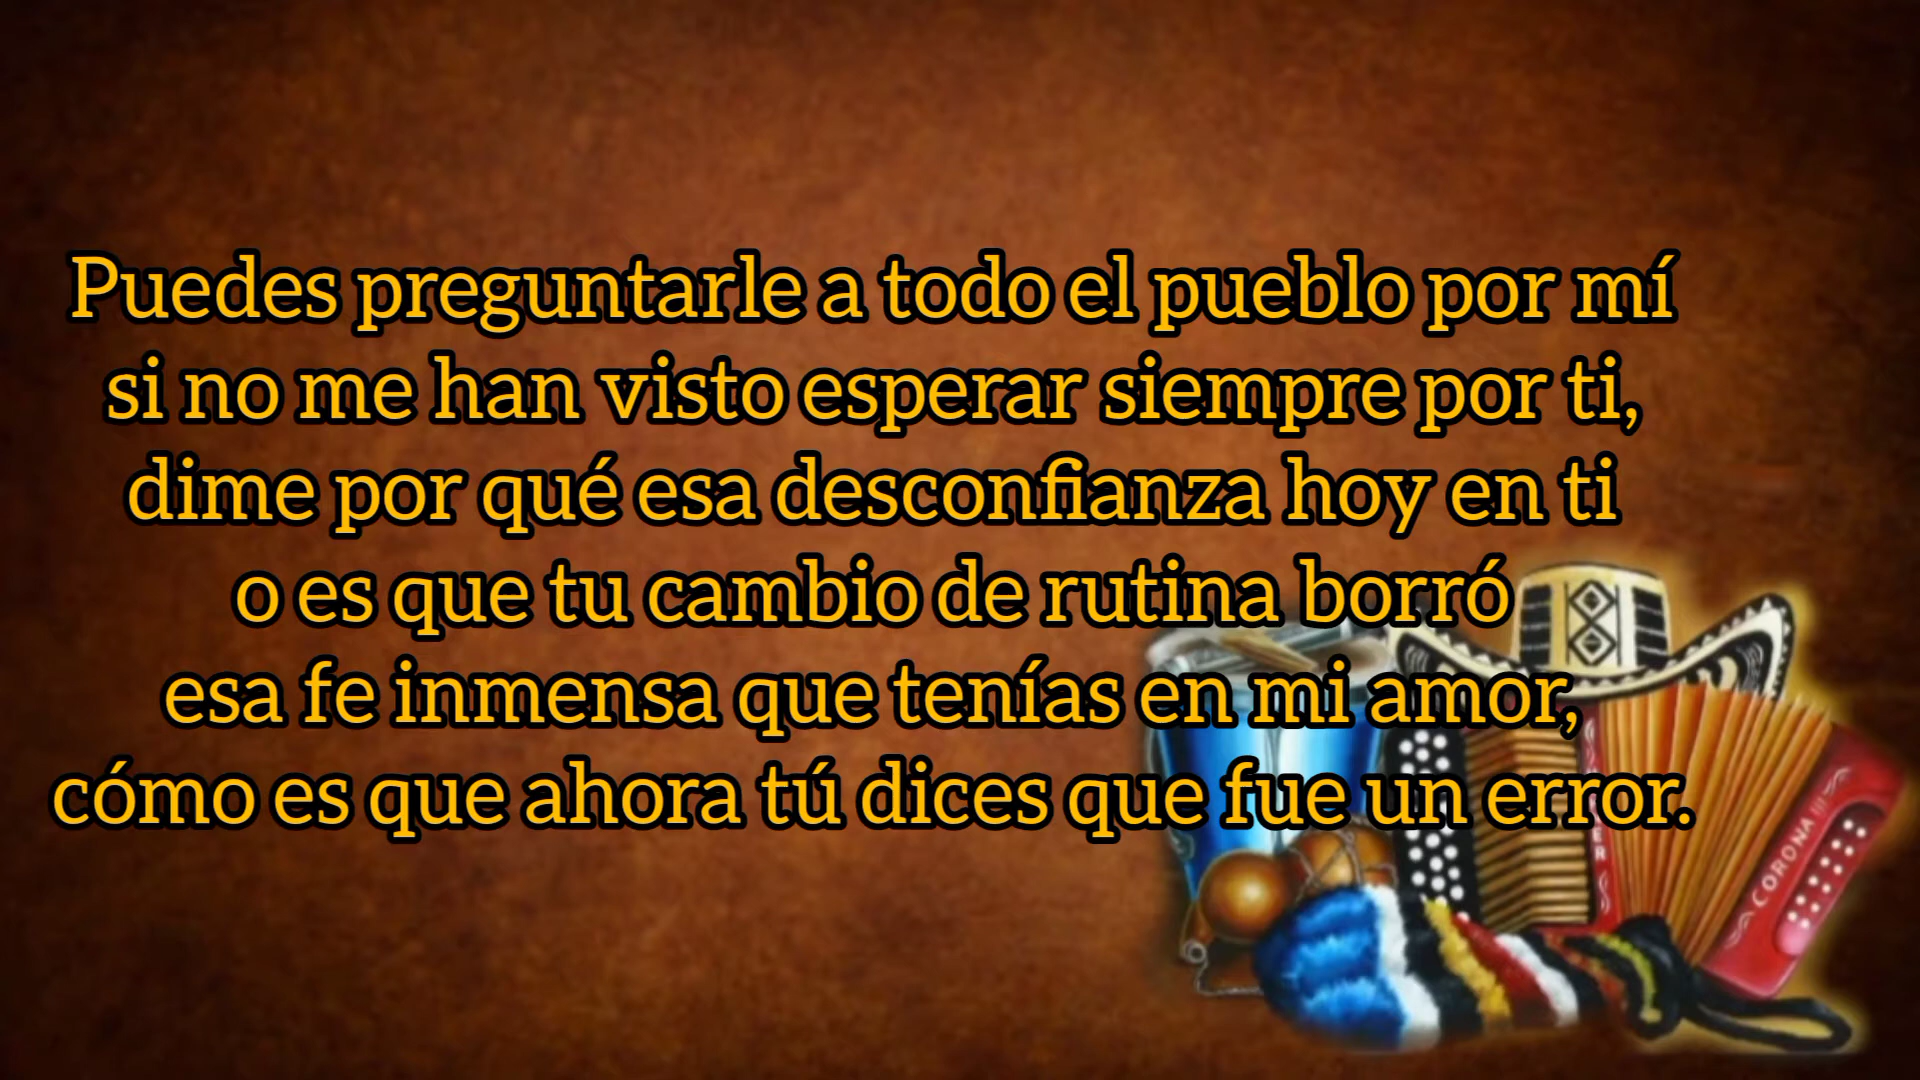 Puedes preguntarle a todo el pueblo por mí
si no me han visto esperar siempre por ti,
dime por qué esa desconfianza hoy en ti
o es que tu cambio de rutina borró
esa fe inmensa que tenías en mi amor,
cómo es que ahora tú dices que fue un error.
CORONA III